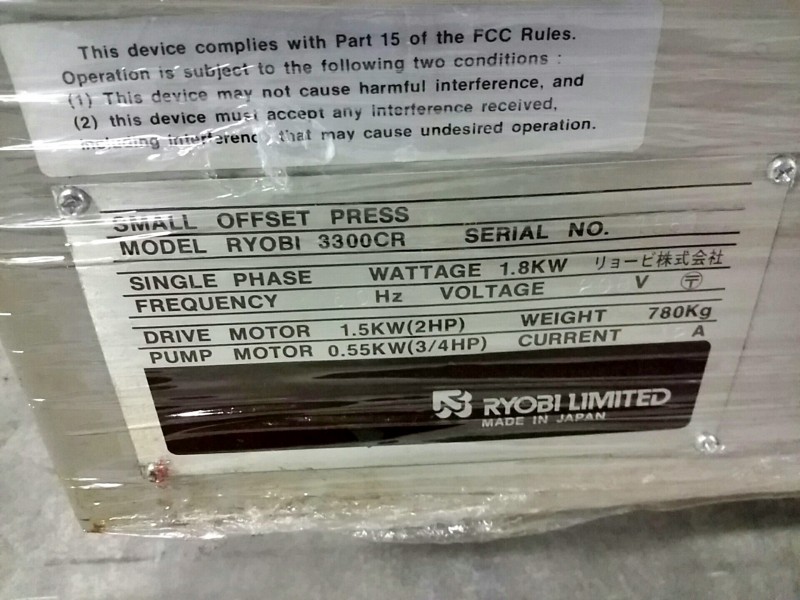 This device complies with Part 15 of the FCC Rules.
Operation is subject to the following two conditions :
(1) This device may not cause harmful interference, and
(2) this device must accept any interference received,
including interference that may cause undesired operation.
SMALL OFFSET PRESS
MODEL RYOBI 3300CR SERIAL NO.
SINGLE PHASE WATTAGE 1.8KW リョービ株式会社
FREQUENCY Hz VOLTAGE V 〶
DRIVE MOTOR 1.5KW(2HP) WEIGHT 780Kg
PUMP MOTOR 0.55KW(3/4HP) CURRENT A
RYOBI LIMITED
MADE IN JAPAN